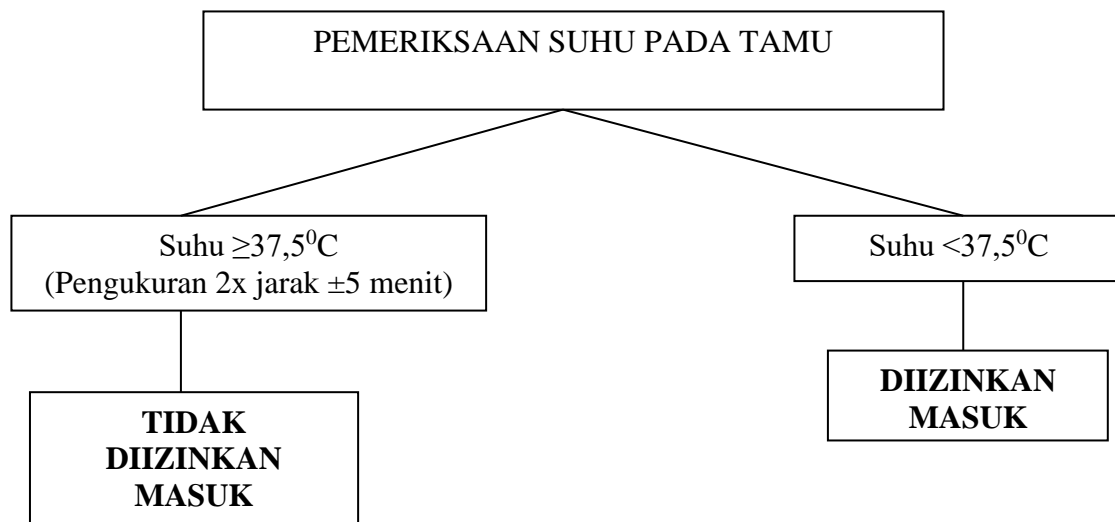 PEMERIKSAAN SUHU PADA TAMU
Suhu ≥37,5⁰C
(Pengukuran 2x jarak ±5 menit)
TIDAK
DIIZINKAN
MASUK
Suhu <37,5⁰C
DIIZINKAN
MASUK